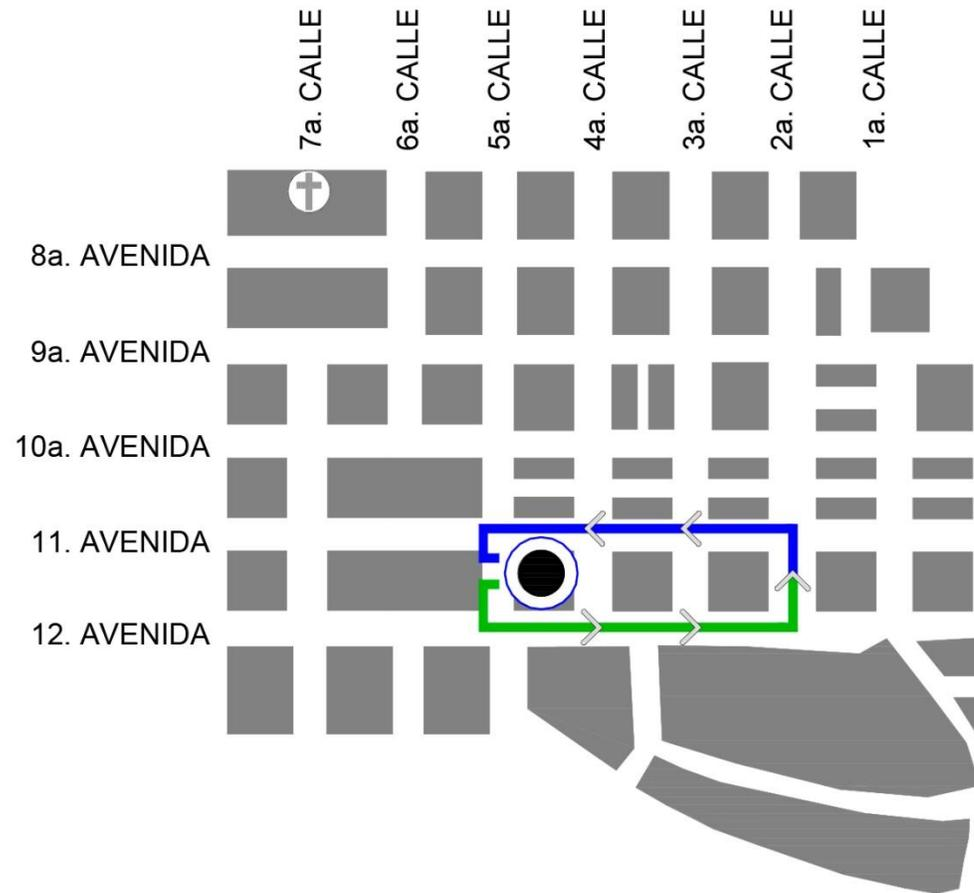 7a. CALLE
6a. CALLE
5a. CALLE
4a. CALLE
3a. CALLE
2a. CALLE
1a. CALLE
8a. AVENIDA
9a. AVENIDA
10a. AVENIDA
11. AVENIDA
12. AVENIDA